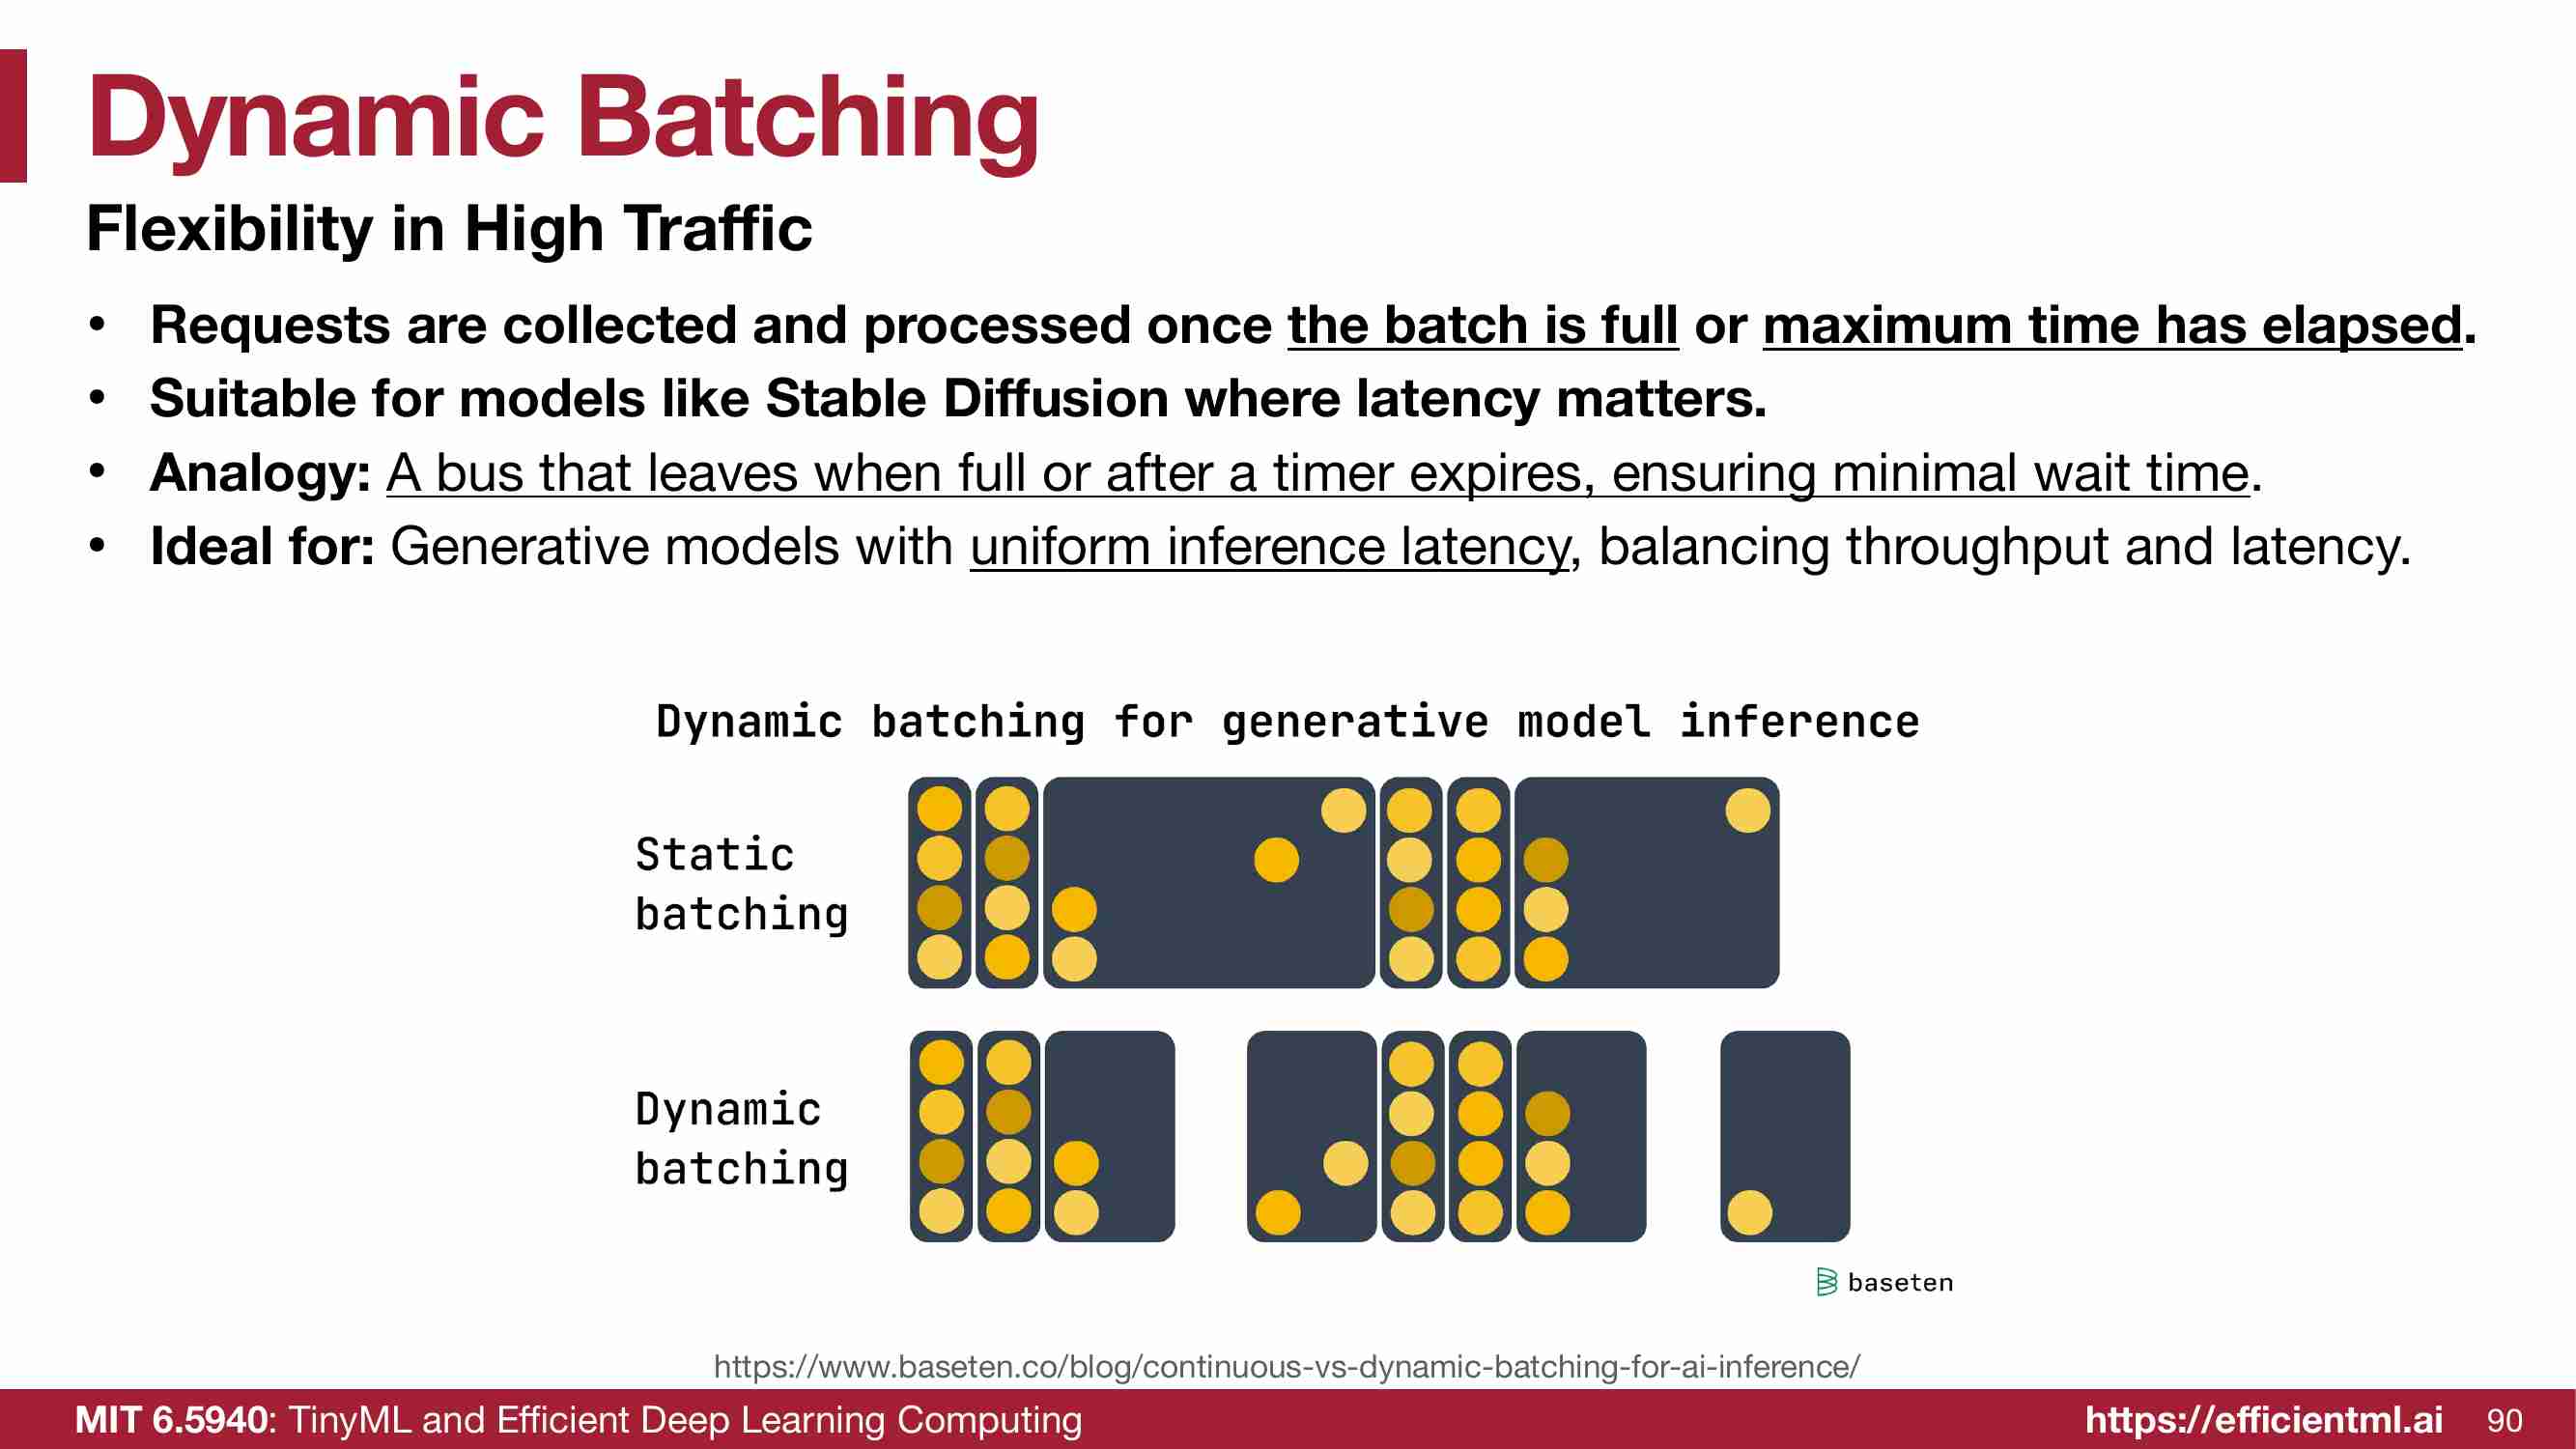 Dynamic Batching
Flexibility in High Traffic
• Requests are collected and processed once the batch is full or maximum time has elapsed.
• Suitable for models like Stable Diffusion where latency matters.
• Analogy: A bus that leaves when full or after a timer expires, ensuring minimal wait time.
• Ideal for: Generative models with uniform inference latency, balancing throughput and latency.
Dynamic batching for generative model inference
Static
batching
Dynamic
batching
baseten
https://www.baseten.co/blog/continuous-vs-dynamic-batching-for-ai-inference/
MIT 6.5940: TinyML and Efficient Deep Learning Computing
https://efficientml.ai
90